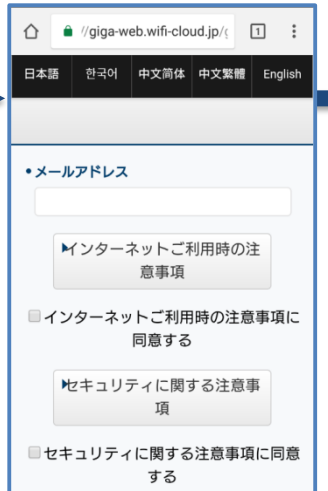 //giga-web.wifi-cloud.jp/g
1
日本語 한국어 中文简体 中文繁體 English
•メールアドレス
インターネットご利用時の注
意事項
インターネットご利用時の注意事項に
同意する
セキュリティに関する注意事
項
セキュリティに関する注意事項に同意
する